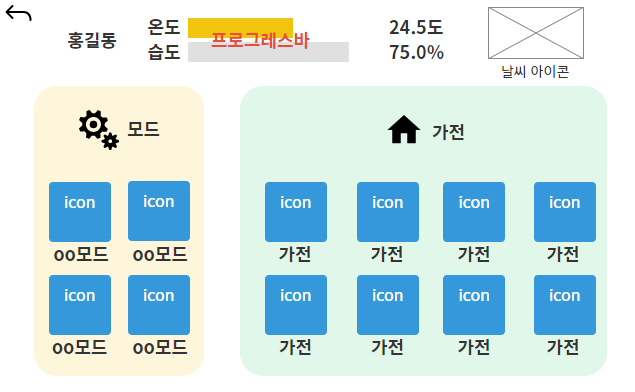 홍길동
온도 프로그레스바 24.5도
습도 75.0%
날씨 아이콘
모드
icon icon
oo모드 oo모드
icon icon
oo모드 oo모드
가전
icon icon icon icon
가전 가전 가전 가전
icon icon icon icon
가전 가전 가전 가전